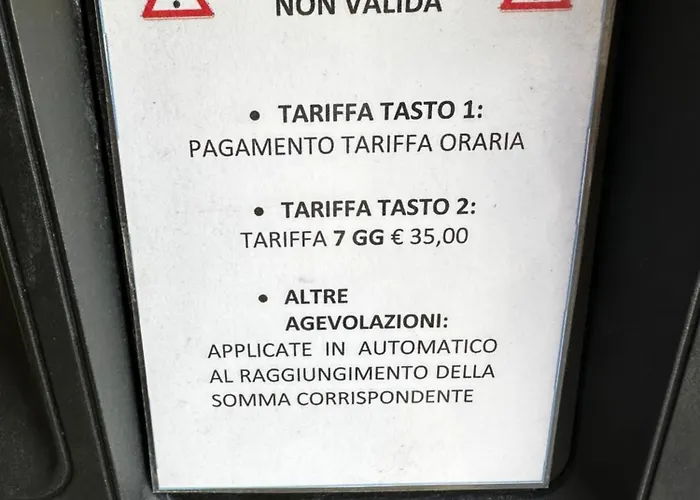 NON VALIDA
• TARIFFA TASTO 1:
PAGAMENTO TARIFFA ORARIA
• TARIFFA TASTO 2:
TARIFFA 7 GG € 35,00
• ALTRE
AGEVOLAZIONI:
APPLICATE IN AUTOMATICO
AL RAGGIUNGIMENTO DELLA
SOMMA CORRISPONDENTE